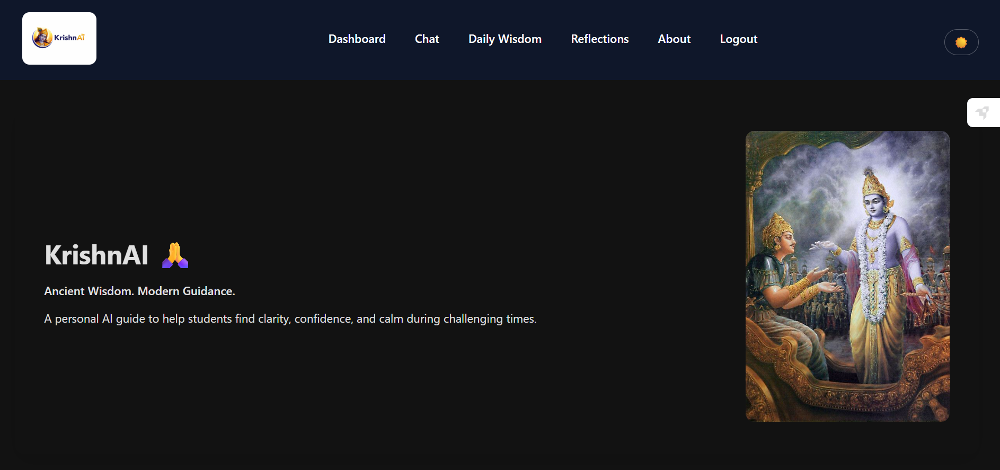 KrishnAI
Dashboard Chat Daily Wisdom Reflections About Logout
KrishnAI 🙏
Ancient Wisdom. Modern Guidance.
A personal AI guide to help students find clarity, confidence, and calm during challenging times.